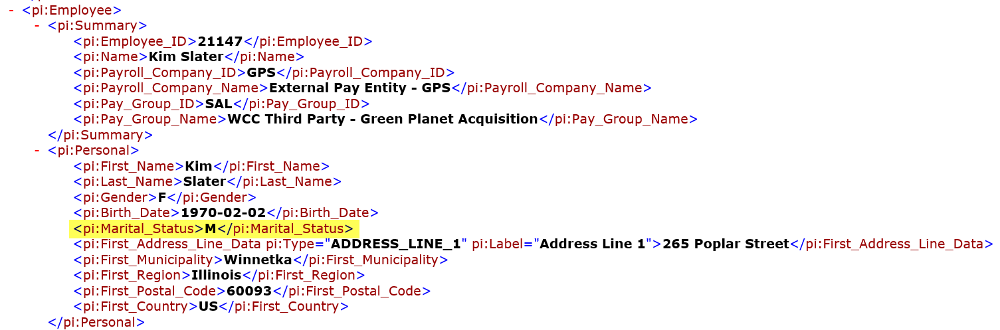 - <pi:Employee>
- <pi:Summary>
<pi:Employee_ID>21147</pi:Employee_ID>
<pi:Name>Kim Slater</pi:Name>
<pi:Payroll_Company_ID>GPS</pi:Payroll_Company_ID>
<pi:Payroll_Company_Name>External Pay Entity - GPS</pi:Payroll_Company_Name>
<pi:Pay_Group_ID>SAL</pi:Pay_Group_ID>
<pi:Pay_Group_Name>WCC Third Party - Green Planet Acquisition</pi:Pay_Group_Name>
</pi:Summary>
- <pi:Personal>
<pi:First_Name>Kim</pi:First_Name>
<pi:Last_Name>Slater</pi:Last_Name>
<pi:Gender>F</pi:Gender>
<pi:Birth_Date>1970-02-02</pi:Birth_Date>
<pi:Marital_Status>M</pi:Marital_Status>
<pi:First_Address_Line_Data pi:Type="ADDRESS_LINE_1" pi:Label="Address Line 1">265 Poplar Street</pi:First_Address_Line_Data>
<pi:First_Municipality>Winnetka</pi:First_Municipality>
<pi:First_Region>Illinois</pi:First_Region>
<pi:First_Postal_Code>60093</pi:First_Postal_Code>
<pi:First_Country>US</pi:First_Country>
</pi:Personal>